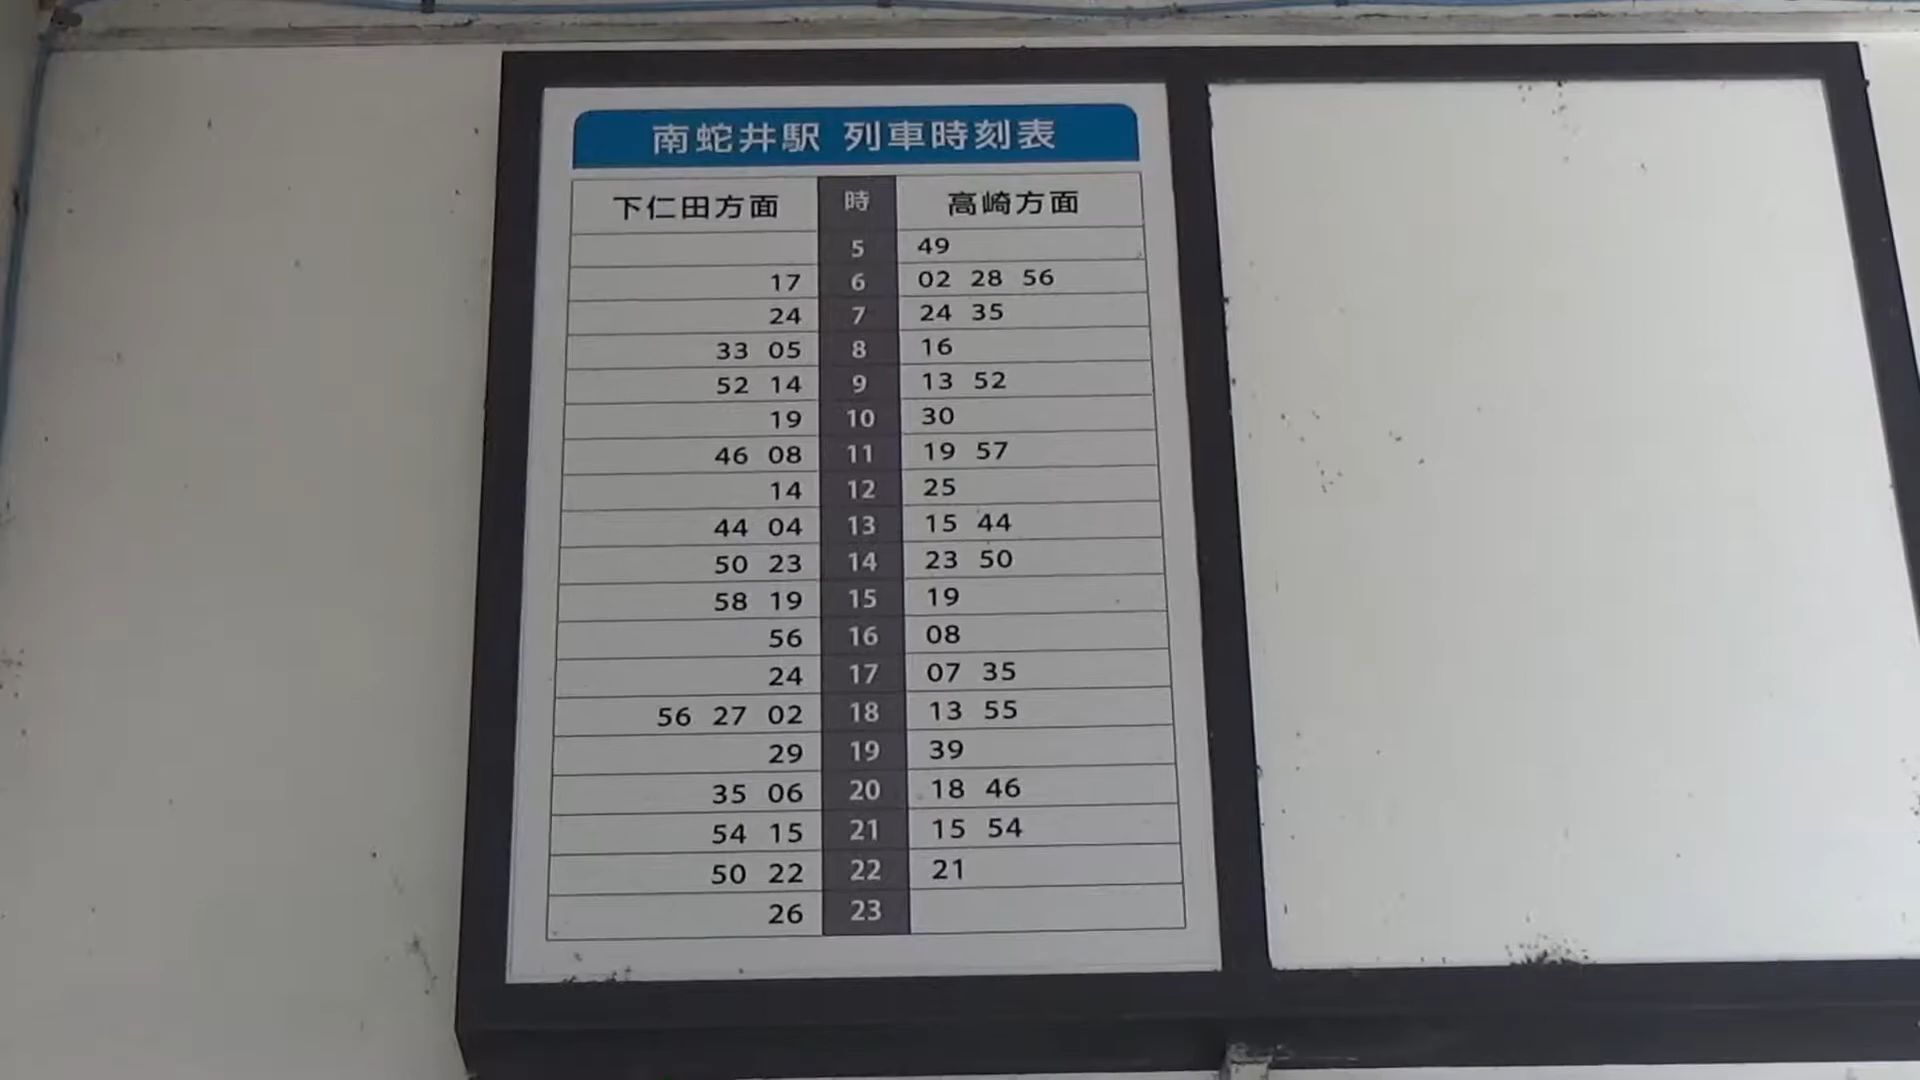 南蛇井駅 列車時刻表
下仁田方面 時 高崎方面
5 49
17 6 02 28 56
24 7 24 35
33 05 8 16
52 14 9 13 52
19 10 30
46 08 11 19 57
14 12 25
44 04 13 15 44
50 23 14 23 50
58 19 15 19
56 16 08
24 17 07 35
56 27 02 18 13 55
29 19 39
35 06 20 18 46
54 15 21 15 54
50 22 22 21
26 23